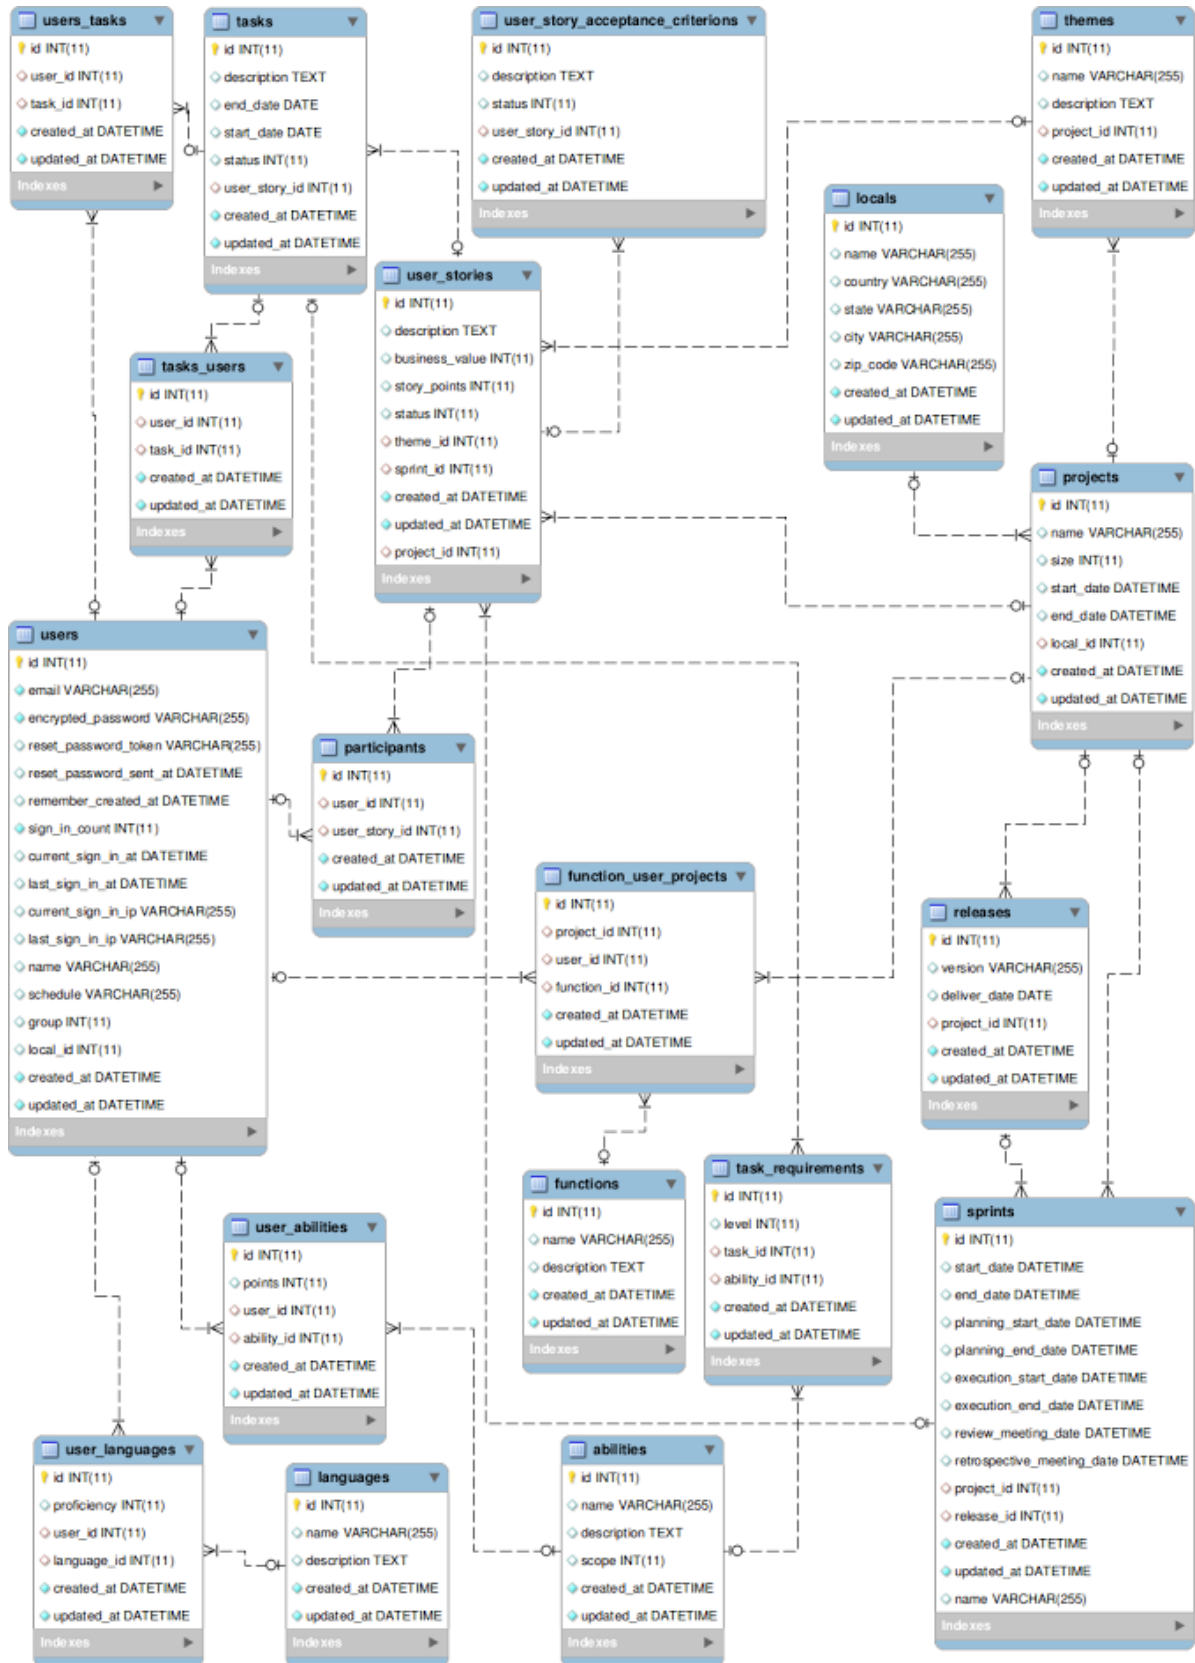 users_tasks
id INT(11)
user_id INT(11)
task_id INT(11)
created_at DATETIME
updated_at DATETIME
Indexes
tasks
id INT(11)
description TEXT
end_date DATE
start_date DATE
status INT(11)
user_story_id INT(11)
created_at DATETIME
updated_at DATETIME
Indexes
user_story_acceptance_criterions
id INT(11)
description TEXT
status INT(11)
user_story_id INT(11)
created_at DATETIME
updated_at DATETIME
Indexes
themes
id INT(11)
name VARCHAR(255)
description TEXT
project_id INT(11)
created_at DATETIME
updated_at DATETIME
Indexes
locals
id INT(11)
name VARCHAR(255)
country VARCHAR(255)
state VARCHAR(255)
city VARCHAR(255)
zip_code VARCHAR(255)
created_at DATETIME
updated_at DATETIME
Indexes
user_stories
id INT(11)
description TEXT
business_value INT(11)
story_points INT(11)
status INT(11)
theme_id INT(11)
sprint_id INT(11)
created_at DATETIME
updated_at DATETIME
project_id INT(11)
Indexes
tasks_users
id INT(11)
user_id INT(11)
task_id INT(11)
created_at DATETIME
updated_at DATETIME
Indexes
projects
id INT(11)
name VARCHAR(255)
size INT(11)
start_date DATETIME
end_date DATETIME
local_id INT(11)
created_at DATETIME
updated_at DATETIME
Indexes
users
id INT(11)
email VARCHAR(255)
encrypted_password VARCHAR(255)
reset_password_token VARCHAR(255)
reset_password_sent_at DATETIME
remember_created_at DATETIME
sign_in_count INT(11)
current_sign_in_at DATETIME
last_sign_in_at DATETIME
current_sign_in_ip VARCHAR(255)
last_sign_in_ip VARCHAR(255)
name VARCHAR(255)
schedule VARCHAR(255)
group INT(11)
local_id INT(11)
created_at DATETIME
updated_at DATETIME
Indexes
participants
id INT(11)
user_id INT(11)
user_story_id INT(11)
created_at DATETIME
updated_at DATETIME
Indexes
function_user_projects
id INT(11)
project_id INT(11)
user_id INT(11)
function_id INT(11)
created_at DATETIME
updated_at DATETIME
Indexes
releases
id INT(11)
version VARCHAR(255)
deliver_date DATE
project_id INT(11)
created_at DATETIME
updated_at DATETIME
Indexes
functions
id INT(11)
name VARCHAR(255)
description TEXT
created_at DATETIME
updated_at DATETIME
Indexes
task_requirements
id INT(11)
level INT(11)
task_id INT(11)
ability_id INT(11)
created_at DATETIME
updated_at DATETIME
Indexes
sprints
id INT(11)
start_date DATETIME
end_date DATETIME
planning_start_date DATETIME
planning_end_date DATETIME
execution_start_date DATETIME
execution_end_date DATETIME
review_meeting_date DATETIME
retrospective_meeting_date DATETIME
project_id INT(11)
release_id INT(11)
created_at DATETIME
updated_at DATETIME
name VARCHAR(255)
Indexes
user_abilities
id INT(11)
points INT(11)
user_id INT(11)
ability_id INT(11)
created_at DATETIME
updated_at DATETIME
Indexes
user_languages
id INT(11)
proficiency INT(11)
user_id INT(11)
language_id INT(11)
created_at DATETIME
updated_at DATETIME
Indexes
languages
id INT(11)
name VARCHAR(255)
description TEXT
created_at DATETIME
updated_at DATETIME
Indexes
abilities
id INT(11)
name VARCHAR(255)
description TEXT
scope INT(11)
created_at DATETIME
updated_at DATETIME
Indexes